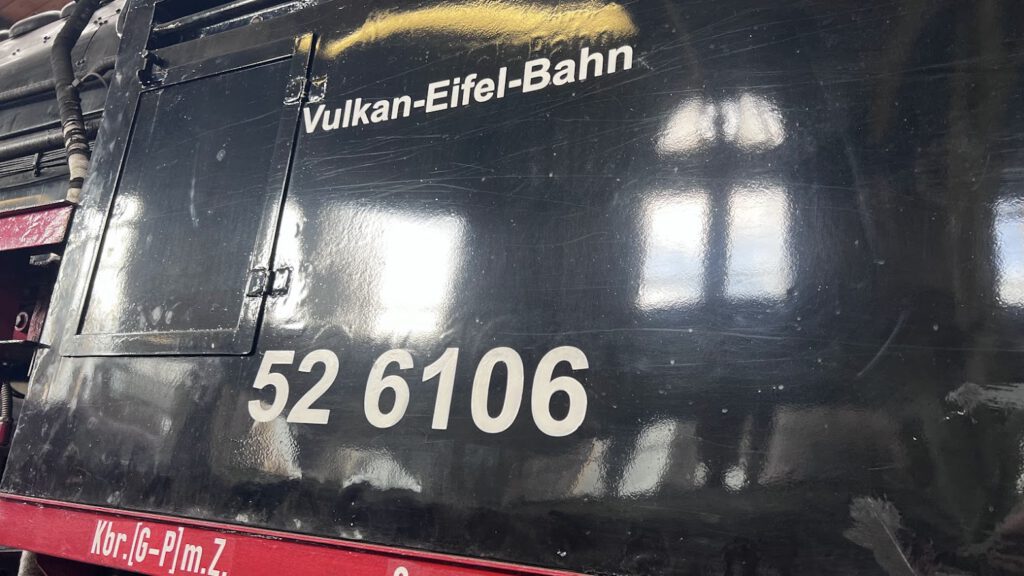 Vulkan-Eifel-Bahn
52 6106
Kbr.[G-P]m.Z.